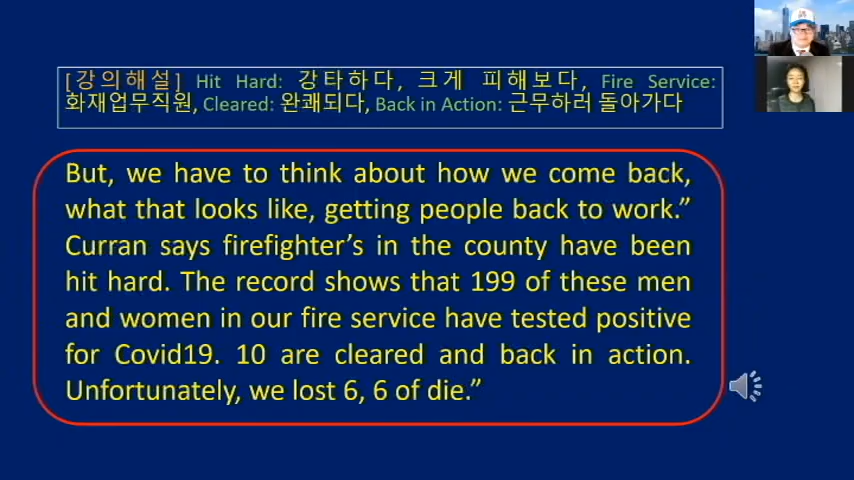 [강의해설] Hit Hard: 강타하다, 크게 피해보다, Fire Service:
화재업무직원, Cleared: 완쾌되다, Back in Action: 근무하러 돌아가다
But, we have to think about how we come back,
what that looks like, getting people back to work.”
Curran says firefighter’s in the county have been
hit hard. The record shows that 199 of these men
and women in our fire service have tested positive
for Covid19. 10 are cleared and back in action.
Unfortunately, we lost 6, 6 of die.”